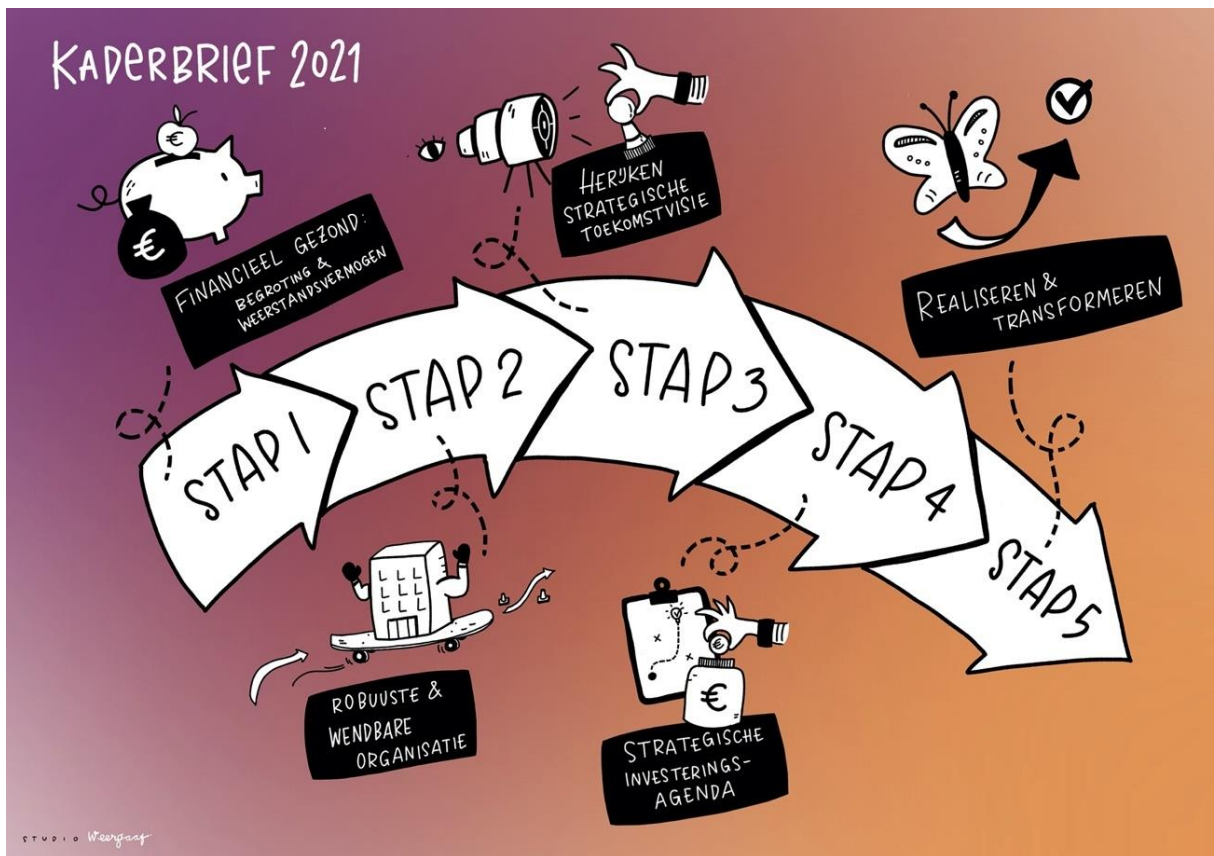 KADERBRIEF 2021
€
€
FINANCIEEL GEZOND:
BEGROTING &
WEERSTANDSVERMOGEN
HERIJKEN
STRATEGISCHE
TOEKOMSTVISIE
REALISEREN &
TRANSFORMEREN
STAP 1
STAP 2
STAP 3
STAP 4
STAP 5
ROBUUSTE &
WENDBARE
ORGANISATIE
€
€
STRATEGISCHE
INVESTERINGS-
AGENDA
STUDIO Weergaaf